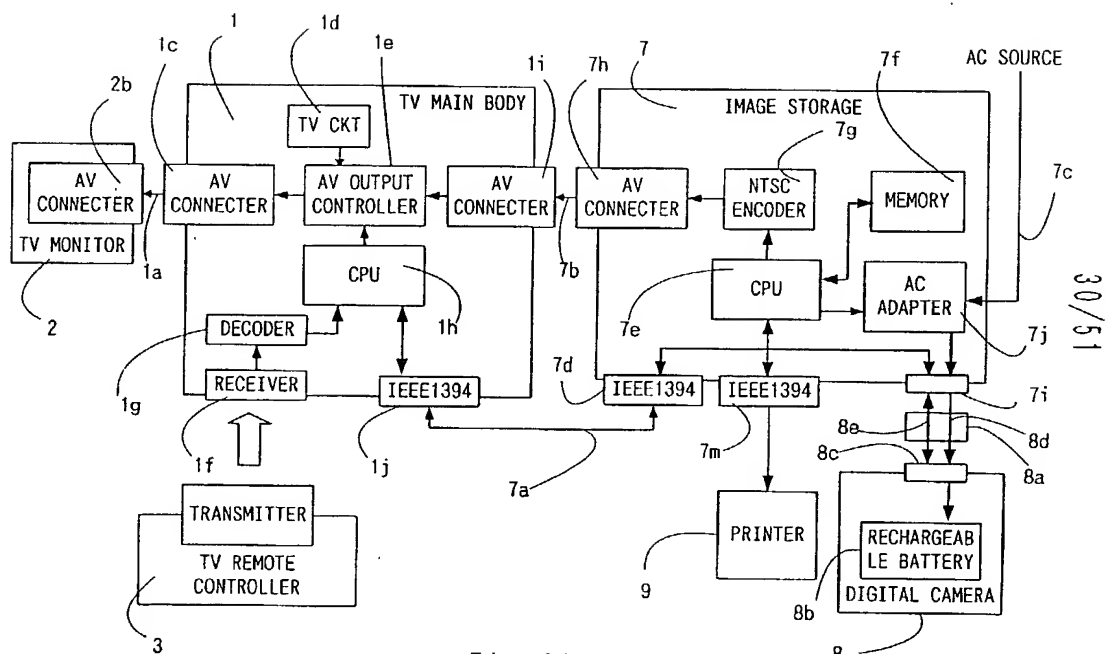 1
1d
1c
1e
1i
7h
7
7f
AC SOURCE
2b
TV MAIN BODY
IMAGE STORAGE
7g
TV CKT
7c
AV CONNECTER
AV CONNECTER
AV OUTPUT CONTROLLER
AV CONNECTER
AV CONNECTER
NTSC ENCODER
MEMORY
TV MONITOR
1a
7b
CPU
CPU
AC ADAPTER
2
1h
7e
7j
DECODER
1g
RECEIVER
IEEE1394
7d
IEEE1394
IEEE1394
7i
8e
8d
8c
8a
1f
1j
7a
7m
TRANSMITTER
TV REMOTE CONTROLLER
PRINTER
RECHARGEAB
LE BATTERY
9
8b
DIGITAL CAMERA
3
8
30/51